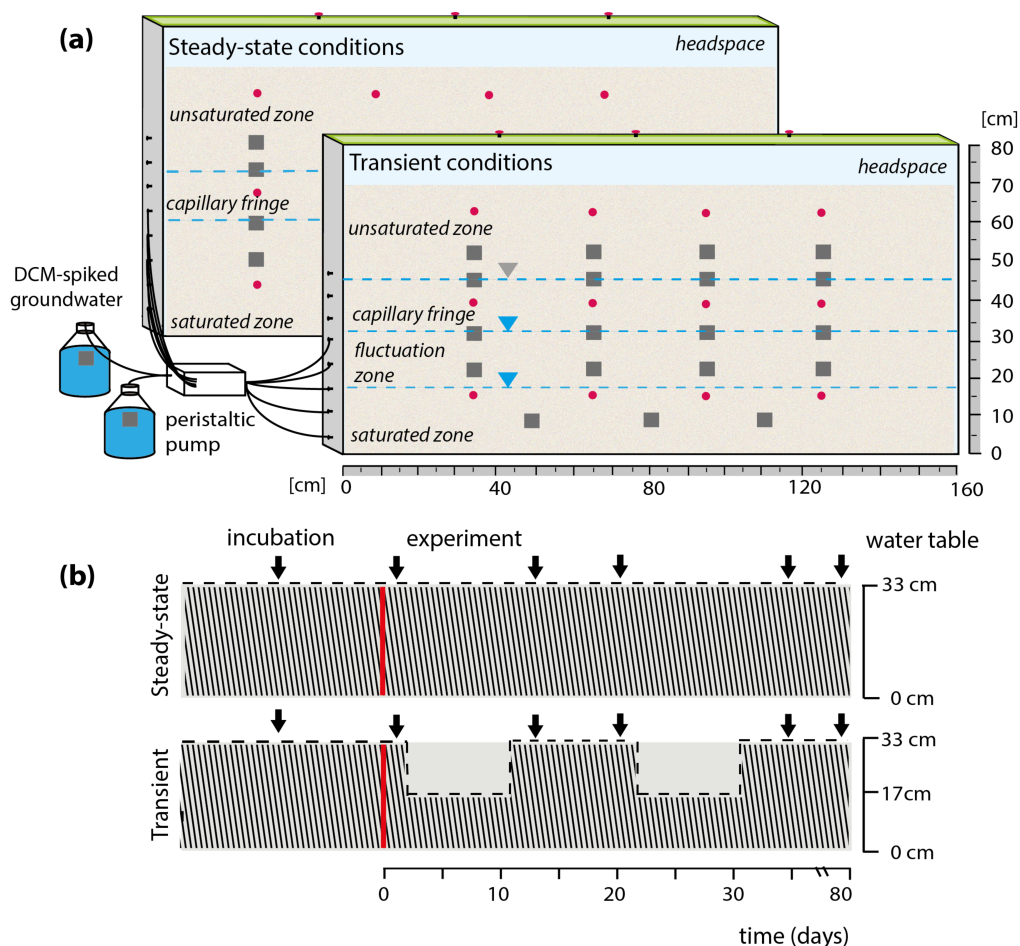 (a)
Steady-state conditions
headspace
unsaturated zone
capillary fringe
saturated zone
DCM-spiked
groundwater
peristaltic
pump
Transient conditions
headspace
unsaturated zone
capillary fringe
fluctuation
zone
saturated zone
[cm]
80
70
60
50
40
30
20
10
0
[cm]
0
40
80
120
160
(b)
incubation
experiment
water table
Steady-state
33 cm
0 cm
Transient
33 cm
17cm
0 cm
0
10
20
30
80
time (days)